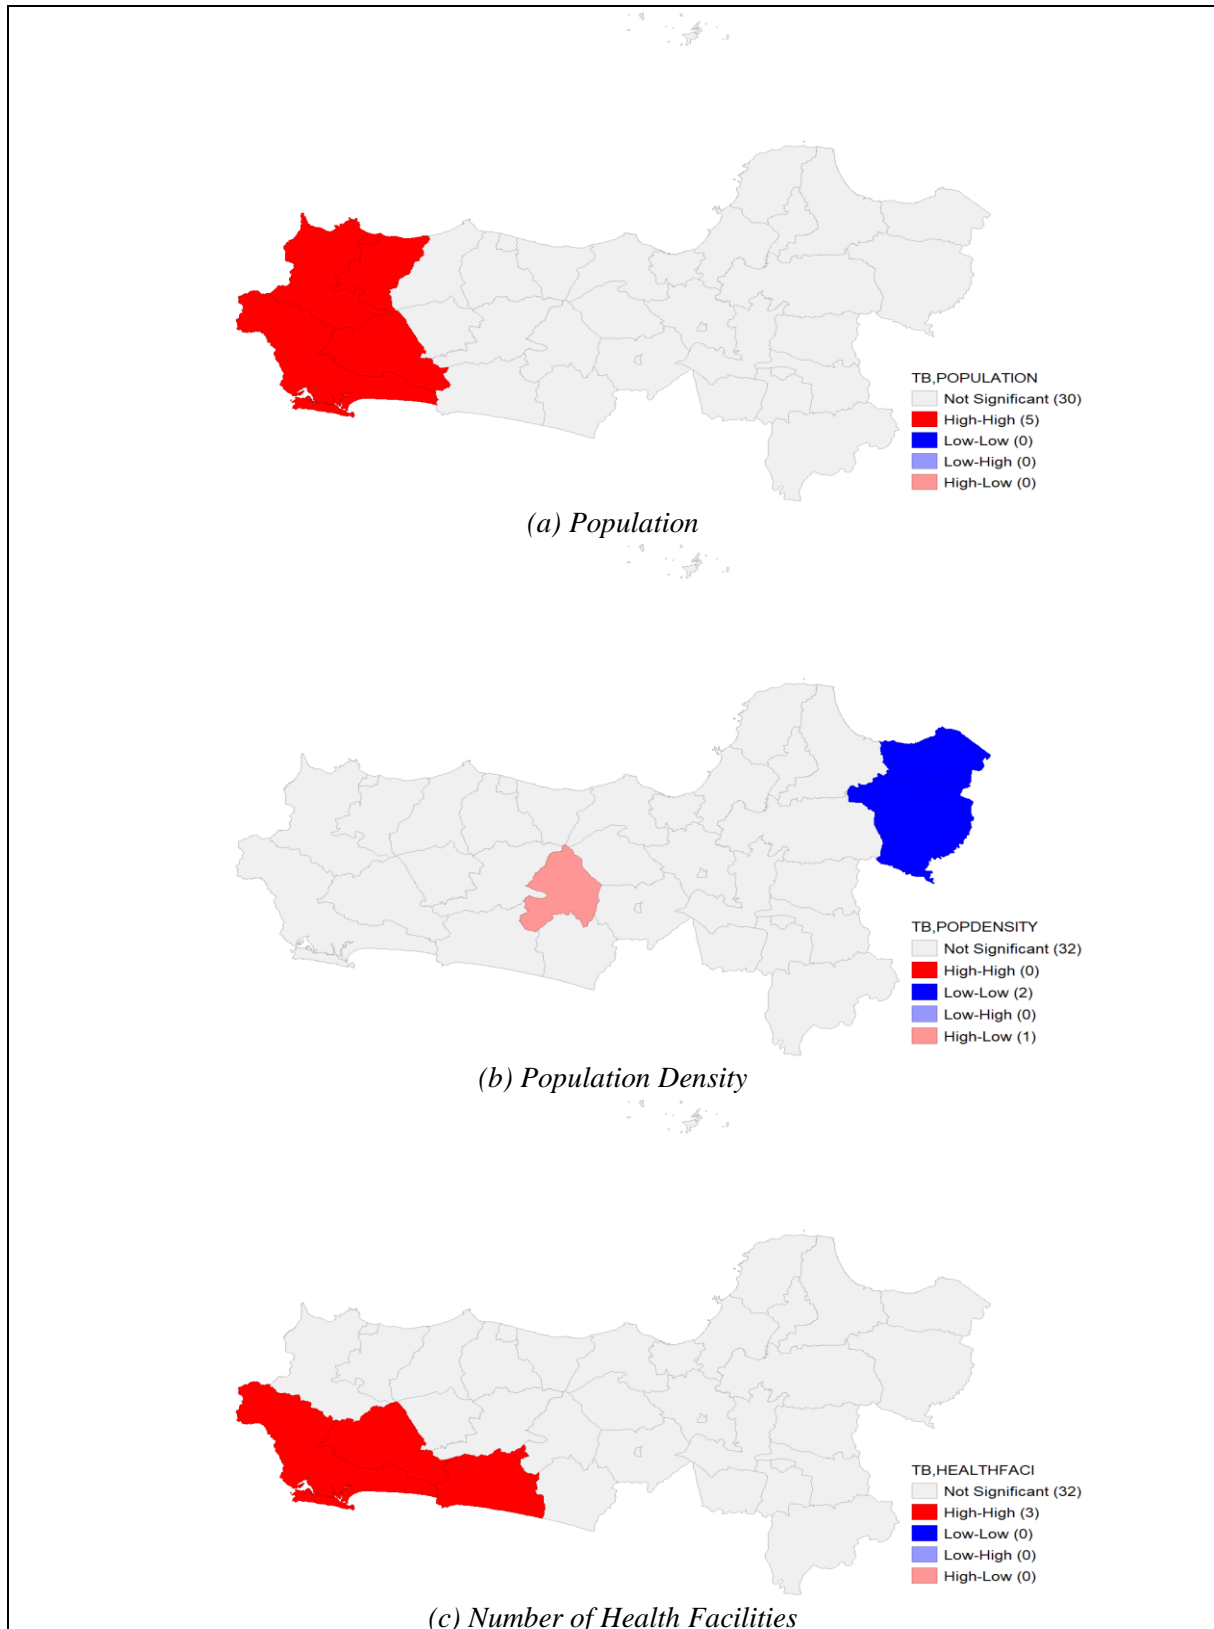 TB,POPULATION
Not Significant (30)
High-High (5)
Low-Low (0)
Low-High (0)
High-Low (0)
(a) Population
TB,POPDENSITY
Not Significant (32)
High-High (0)
Low-Low (2)
Low-High (0)
High-Low (1)
(b) Population Density
TB,HEALTHFACI
Not Significant (32)
High-High (3)
Low-Low (0)
Low-High (0)
High-Low (0)
(c) Number of Health Facilities